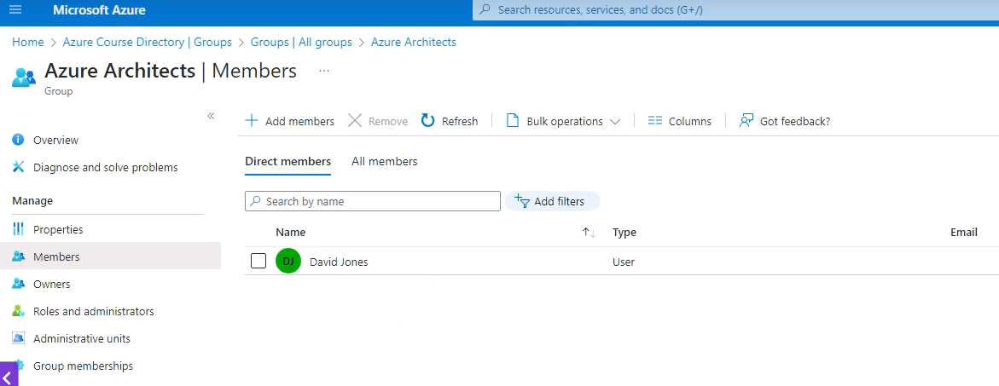 Microsoft Azure
Search resources, services, and docs (G+/)
Home > Azure Course Directory | Groups > Groups | All groups > Azure Architects
Azure Architects | Members ...
Group
«
Overview
Diagnose and solve problems
Manage
Properties
Members
Owners
Roles and administrators
Administrative units
Group memberships
Add members Remove Refresh Bulk operations Columns Got feedback?
Direct members All members
Search by name Add filters
Name Type Email
DJ David Jones User